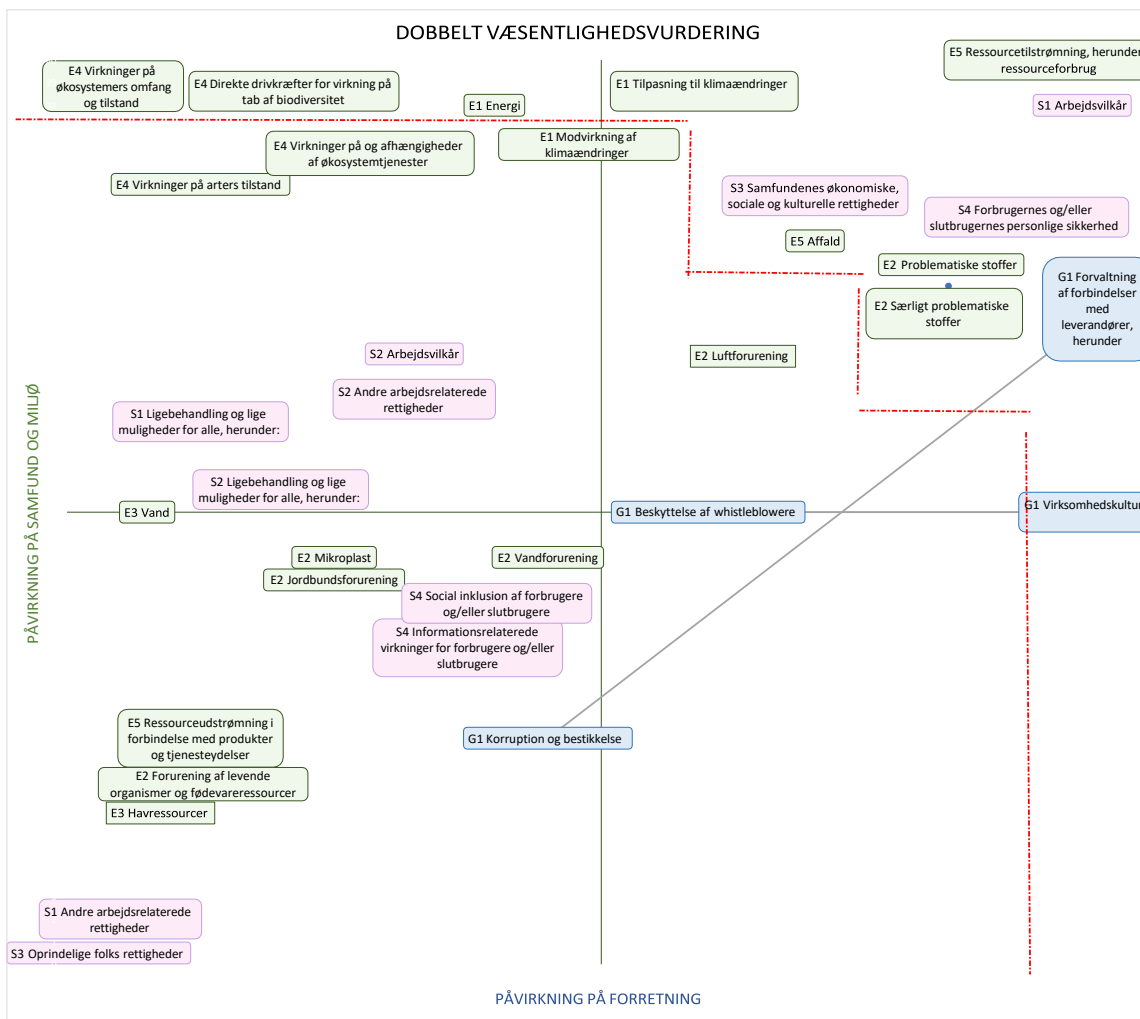 DOBBELT VÆSENTLIGHEDSVURDERING
E4 Virkninger på
økosystemers omfang
og tilstand
E4 Direkte drivkræfter for virkning på
tab af biodiversitet
E1 Energi
E1 Tilpasning til klimaændringer
E5 Ressourcetilstrømning, herunder
ressourceforbrug
S1 Arbejdsvilkår
E4 Virkninger på og afhængigheder
af økosystemtjenester
E1 Modvirkning af
klimaændringer
E4 Virkninger på arters tilstand
S3 Samfundenes økonomiske,
sociale og kulturelle rettigheder
S4 Forbrugernes og/eller
slutbrugernes personlige sikkerhed
E5 Affald
E2 Problematiske stoffer
G1 Forvaltning
af forbindelser
med
leverandører,
herunder
E2 Særligt problematiske
stoffer
S2 Arbejdsvilkår
E2 Luftforurening
S2 Andre arbejdsrelaterede
rettigheder
S1 Ligebehandling og lige
muligheder for alle, herunder:
S2 Ligebehandling og lige
muligheder for alle, herunder:
E3 Vand
G1 Beskyttelse af whistleblowere
G1 Virksomhedskultur
PÅVIRKNING PÅ SAMFUND OG MILJØ
E2 Mikroplast
E2 Vandforurening
E2 Jordbundsforurening
S4 Social inklusion af forbrugere
og/eller slutbrugere
S4 Informationsrelaterede
virkninger for forbrugere og/eller
slutbrugere
E5 Ressourceudstrømning i
forbindelse med produkter
og tjenesteydelser
G1 Korruption og bestikkelse
E2 Forurening af levende
organismer og fødevareressourcer
E3 Havressourcer
S1 Andre arbejdsrelaterede
rettigheder
S3 Oprindelige folks rettigheder
PÅVIRKNING PÅ FORRETNING